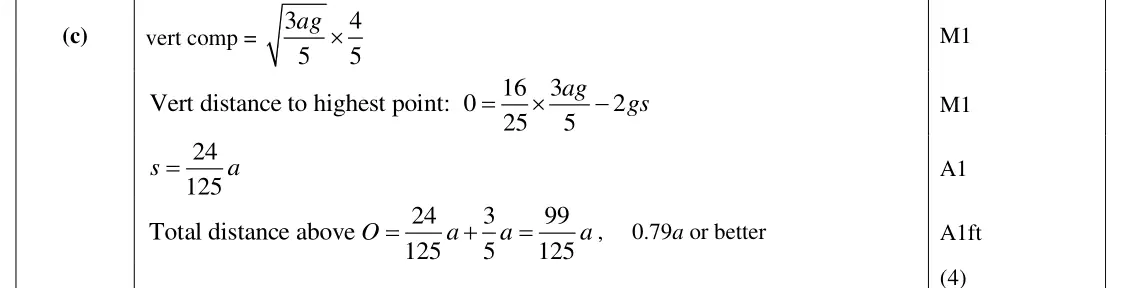 (c) vert comp = √(3ag/5) × 4/5 M1
Vert distance to highest point: 0 = 16/25 × 3ag/5 − 2gs M1
s = 24/125 a A1
Total distance above O = 24/125 a + 3/5 a = 99/125 a , 0.79a or better A1ft
(4)